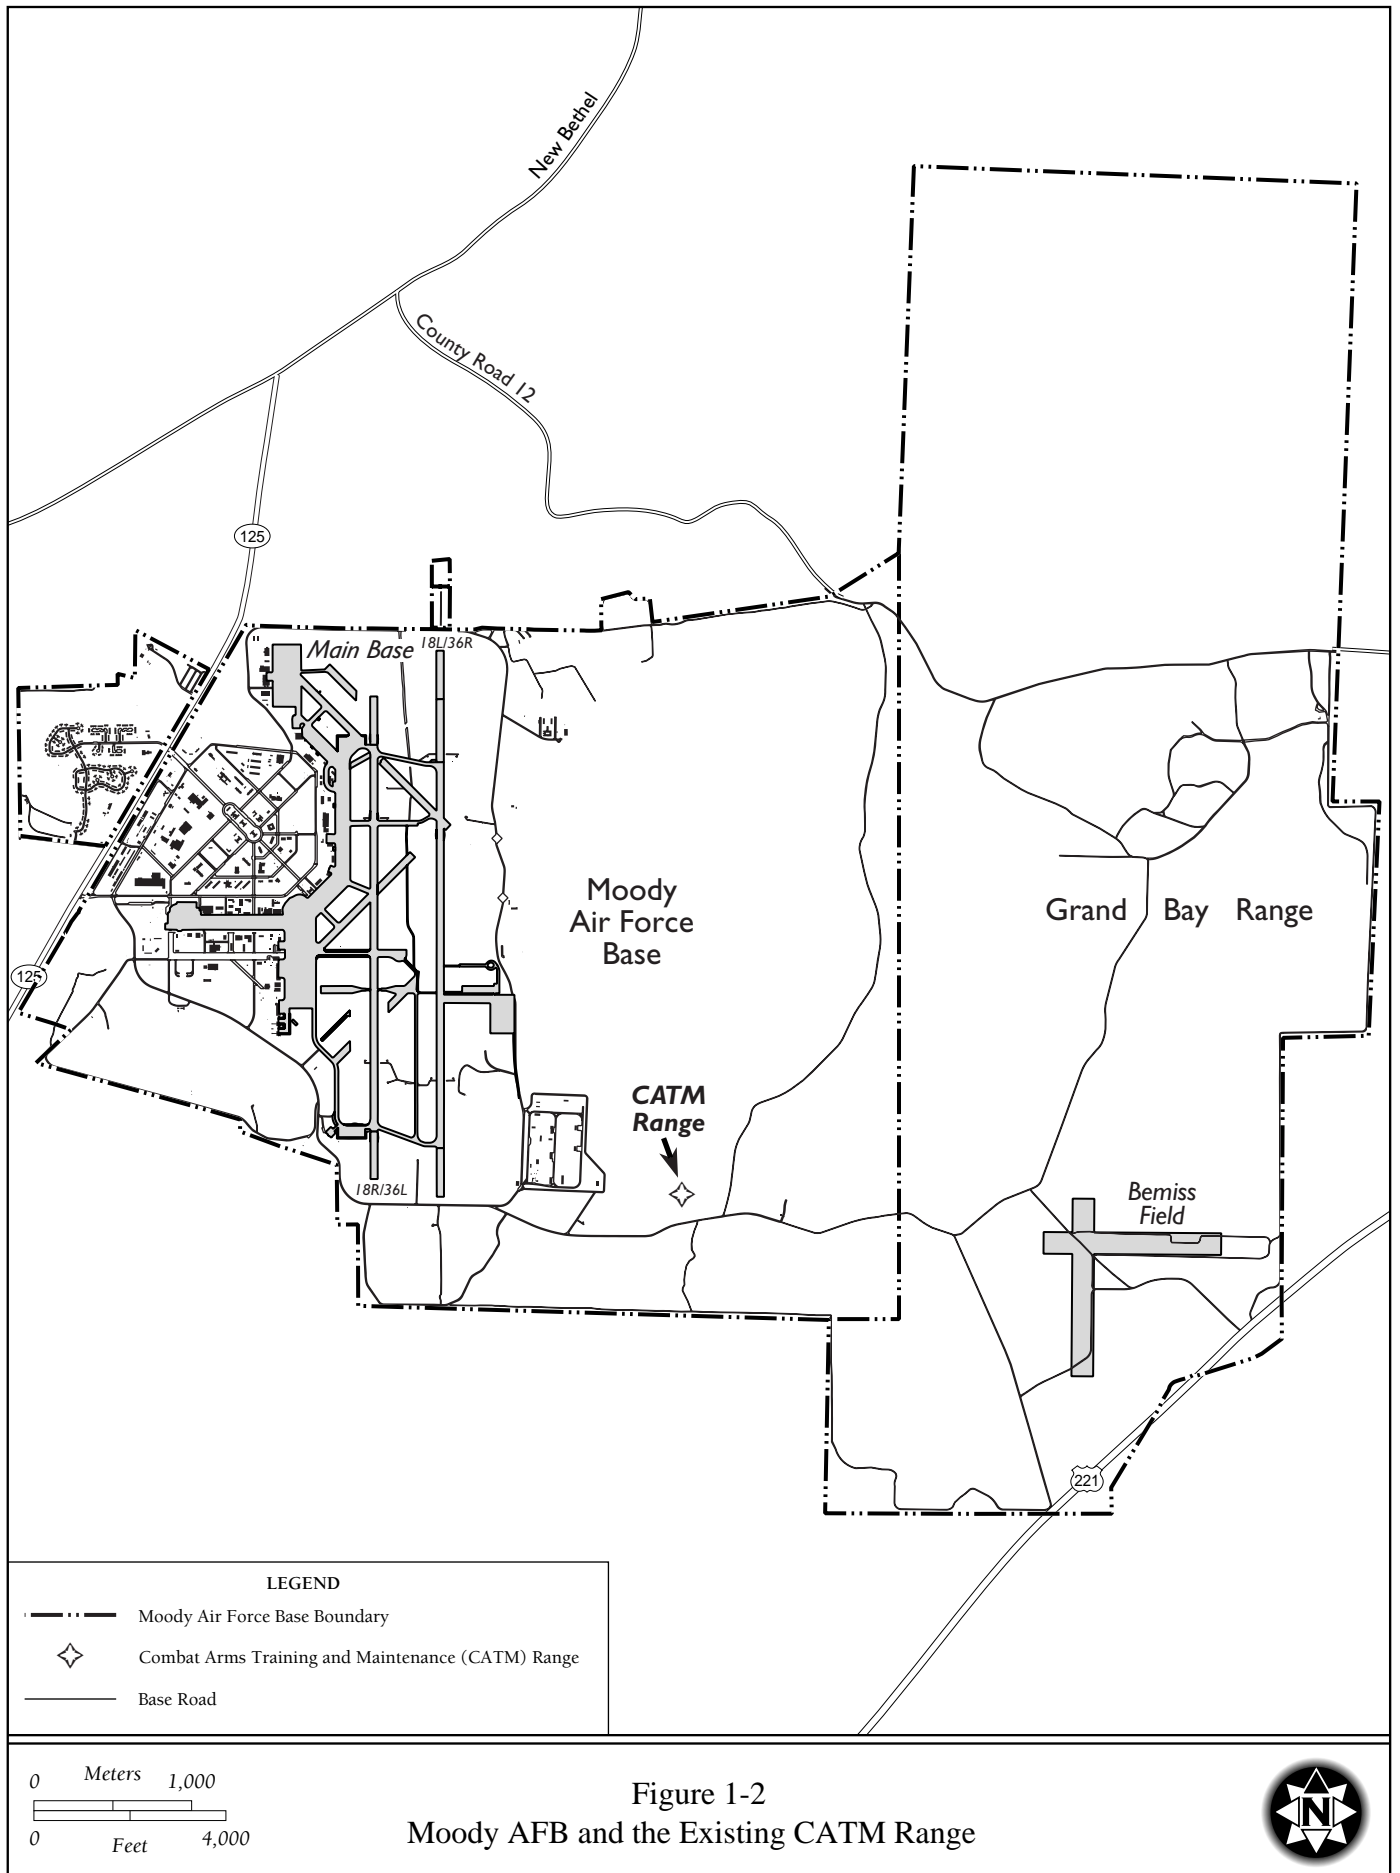 New Bethel
County Road 12
125
Main Base
18L/36R
Moody
Air Force
Base
Grand Bay Range
125
CATM
Range
18R/36L
Bemiss
Field
221
LEGEND
Moody Air Force Base Boundary
Combat Arms Training and Maintenance (CATM) Range
Base Road
0 Meters 1,000
0 Feet 4,000
Figure 1-2
Moody AFB and the Existing CATM Range
N